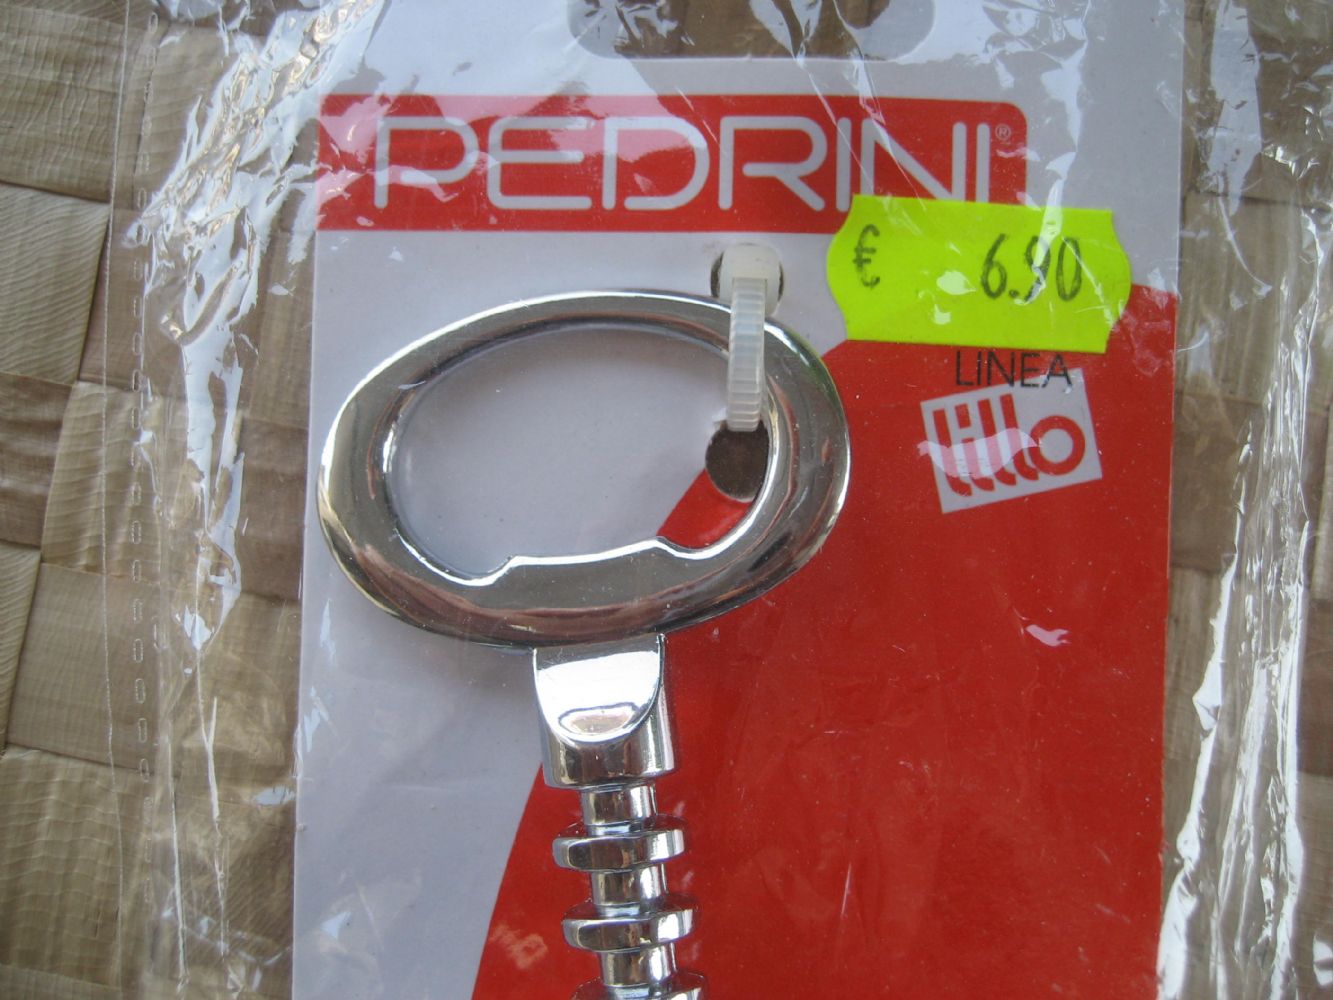 PEDRINI®
€ 6.90
LINEA
lillo